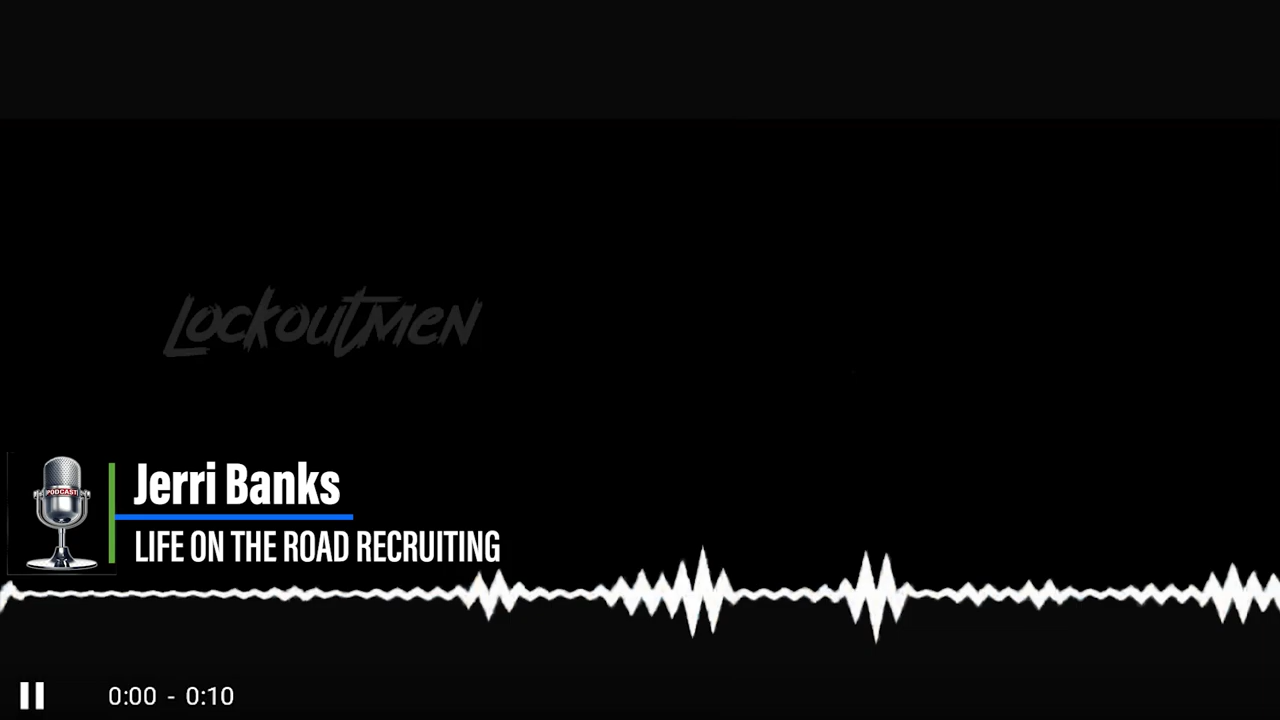 Lockoutmen
PODCAST
Jerri Banks
LIFE ON THE ROAD RECRUITING
0:00 - 0:10